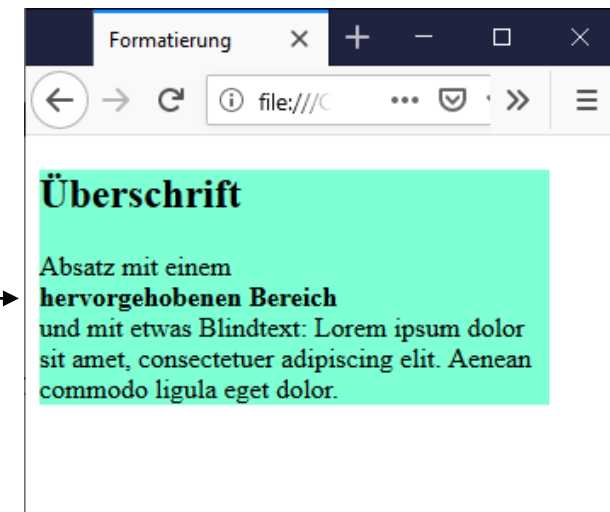 Formatierung
file:///
Überschrift
Absatz mit einem
hervorgehobenen Bereich
und mit etwas Blindtext: Lorem ipsum dolor
sit amet, consectetuer adipiscing elit. Aenean
commodo ligula eget dolor.